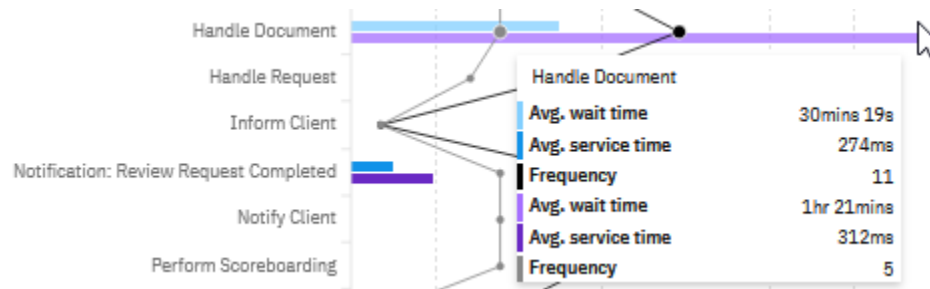 Handle Document
Handle Request
Inform Client
Notification: Review Request Completed
Notify Client
Perform Scoreboarding
Handle Document
Avg. wait time 30mins 19s
Avg. service time 274ms
Frequency 11
Avg. wait time 1hr 21mins
Avg. service time 312ms
Frequency 5